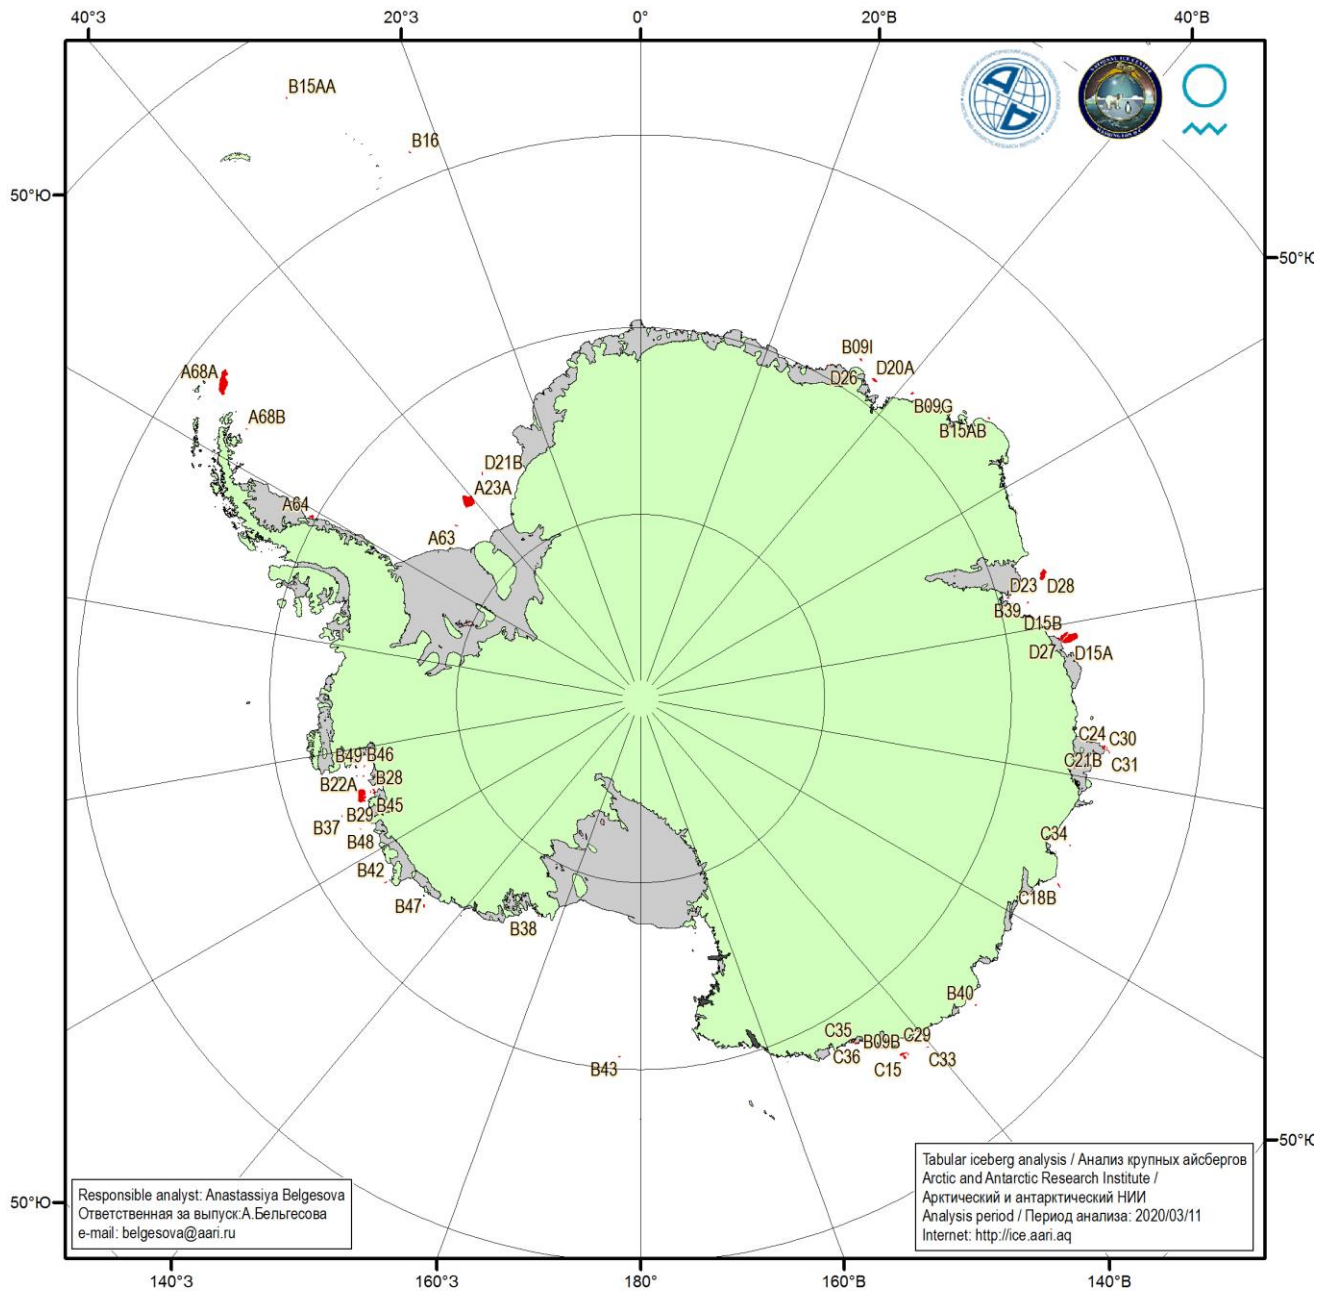 40°З
20°З
0°
20°В
40°В
B15AA
B16
50°Ю
50°Ю
B09I
D20A
D26
A68A
B09G
A68B
B15AB
D21B
A23A
A64
A63
D23
D28
B39
D15B
D27
D15A
C24
C30
B49
B46
C21B
C31
B28
B22A
B45
B29
B37
C34
B48
B42
C18B
B47
B38
B40
C35
C29
B09B
C36
C33
B43
C15
50°Ю
50°Ю
Responsible analyst: Anastassiya Belgesova
Ответственная за выпуск:А.Бельгесова
e-mail: belgesova@aari.ru
Tabular iceberg analysis / Анализ крупных айсбергов
Arctic and Antarctic Research Institute /
Арктический и антарктический НИИ
Analysis period / Период анализа: 2020/03/11
Internet: http://ice.aari.aq
140°З
160°З
180°
160°В
140°В